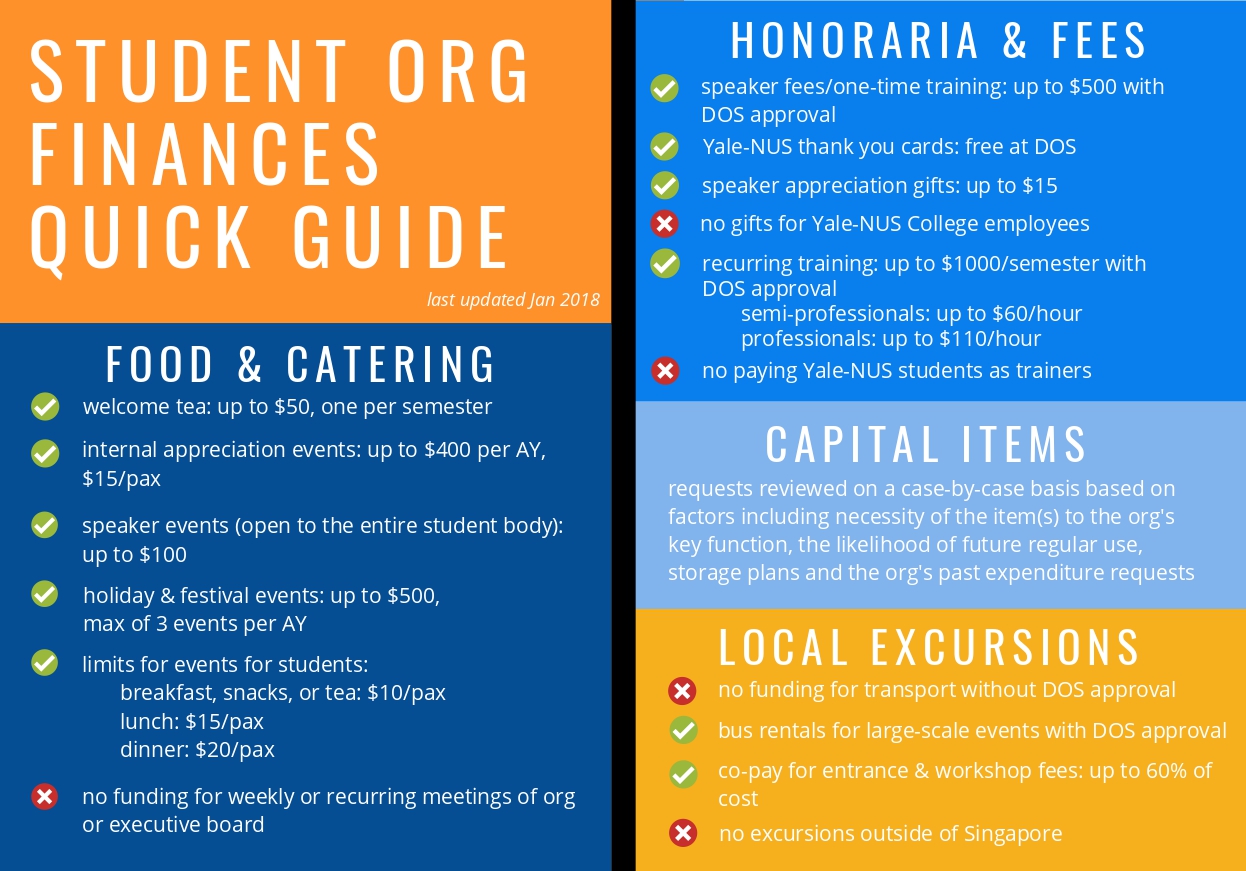 STUDENT ORG
FINANCES
QUICK GUIDE
last updated Jan 2018
FOOD & CATERING
welcome tea: up to $50, one per semester
internal appreciation events: up to $400 per AY,
$15/pax
speaker events (open to the entire student body):
up to $100
holiday & festival events: up to $500,
max of 3 events per AY
limits for events for students:
breakfast, snacks, or tea: $10/pax
lunch: $15/pax
dinner: $20/pax
no funding for weekly or recurring meetings of org
or executive board
HONORARIA & FEES
speaker fees/one-time training: up to $500 with
DOS approval
Yale-NUS thank you cards: free at DOS
speaker appreciation gifts: up to $15
no gifts for Yale-NUS College employees
recurring training: up to $1000/semester with
DOS approval
semi-professionals: up to $60/hour
professionals: up to $110/hour
no paying Yale-NUS students as trainers
CAPITAL ITEMS
requests reviewed on a case-by-case basis based on
factors including necessity of the item(s) to the org's
key function, the likelihood of future regular use,
storage plans and the org's past expenditure requests
LOCAL EXCURSIONS
no funding for transport without DOS approval
bus rentals for large-scale events with DOS approval
co-pay for entrance & workshop fees: up to 60% of
cost
no excursions outside of Singapore